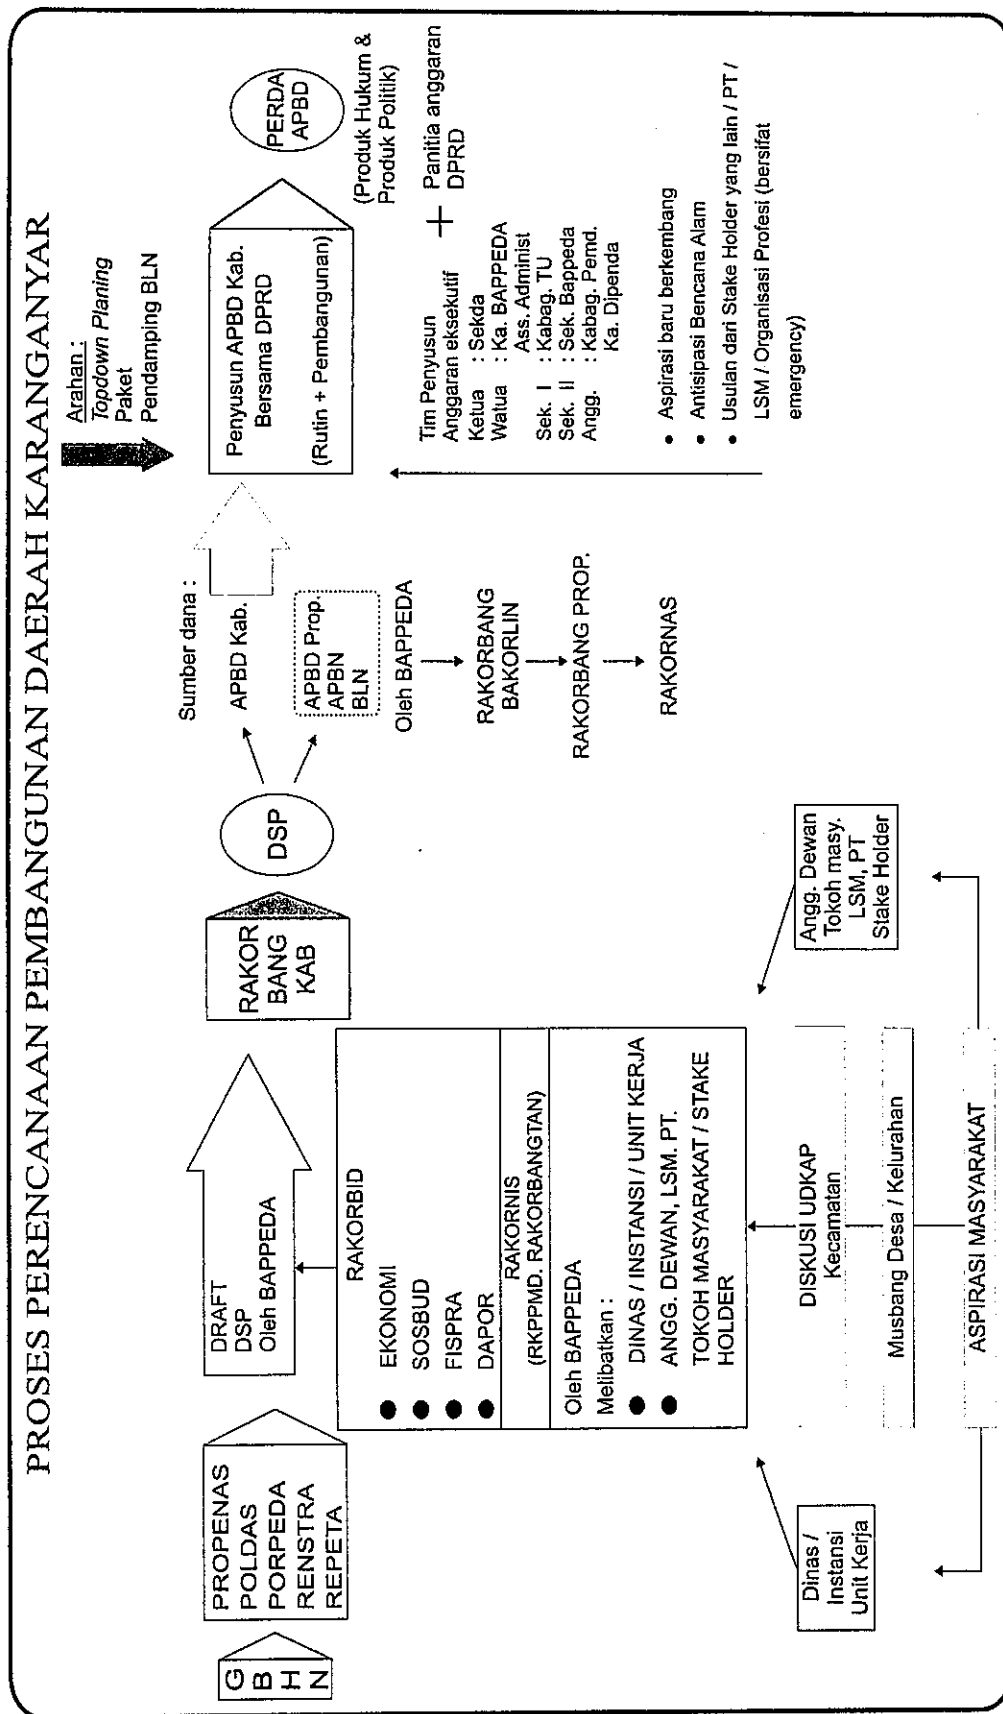 PROSES PERENCANAAN PEMBANGUNAN DAERAH KARANGANYAR
G
B
H
N
PROPENAS
POLDAS
PORPEDA
RENSTRA
REPETA
DRAFT
DSP
Oleh BAPPEDA
RAKORBID
EKONOMI
SOSBUD
FISPRA
DAPOR
RAKORNIS
(RKPPMD. RAKORBANGTAN)
Oleh BAPPEDA
Melibatkan :
DINAS / INSTANSI / UNIT KERJA
ANGG. DEWAN, LSM. PT.
TOKOH MASYARAKAT / STAKE
HOLDER
DISKUSI UDKAP
Kecamatan
Musbang Desa / Kelurahan
ASPIRASI MASYARAKAT
Dinas /
Instansi
Unit Kerja
Angg. Dewan
Tokoh masy.
LSM, PT
Stake Holder
RAKOR
BANG
KAB
DSP
Sumber dana :
APBD Kab.
APBD Prop.
APBN
BLN
Oleh BAPPEDA
RAKORBANG
BAKORLIN
RAKORBANG PROP.
RAKORNAS
Arahan :
Topdown Planing
Paket
Pendamping BLN
Penyusun APBD Kab.
Bersama DPRD
(Rutin + Pembangunan)
PERDA
APBD
(Produk Hukum &
Produk Politik)
Tim Penyusun
Anggaran eksekutif
Ketua : Sekda
Watua : Ka. BAPPEDA
Ass. Administ
Sek. I : Kabag. TU
Sek. II : Sek. Bappeda
Angg. : Kabag. Pemd.
Ka. Dipenda
+
Panitia anggaran
DPRD
• Aspirasi baru berkembang
• Antisipasi Bencana Alam
• Usulan dari Stake Holder yang lain / PT /
LSM / Organisasi Profesi (bersifat
emergency)